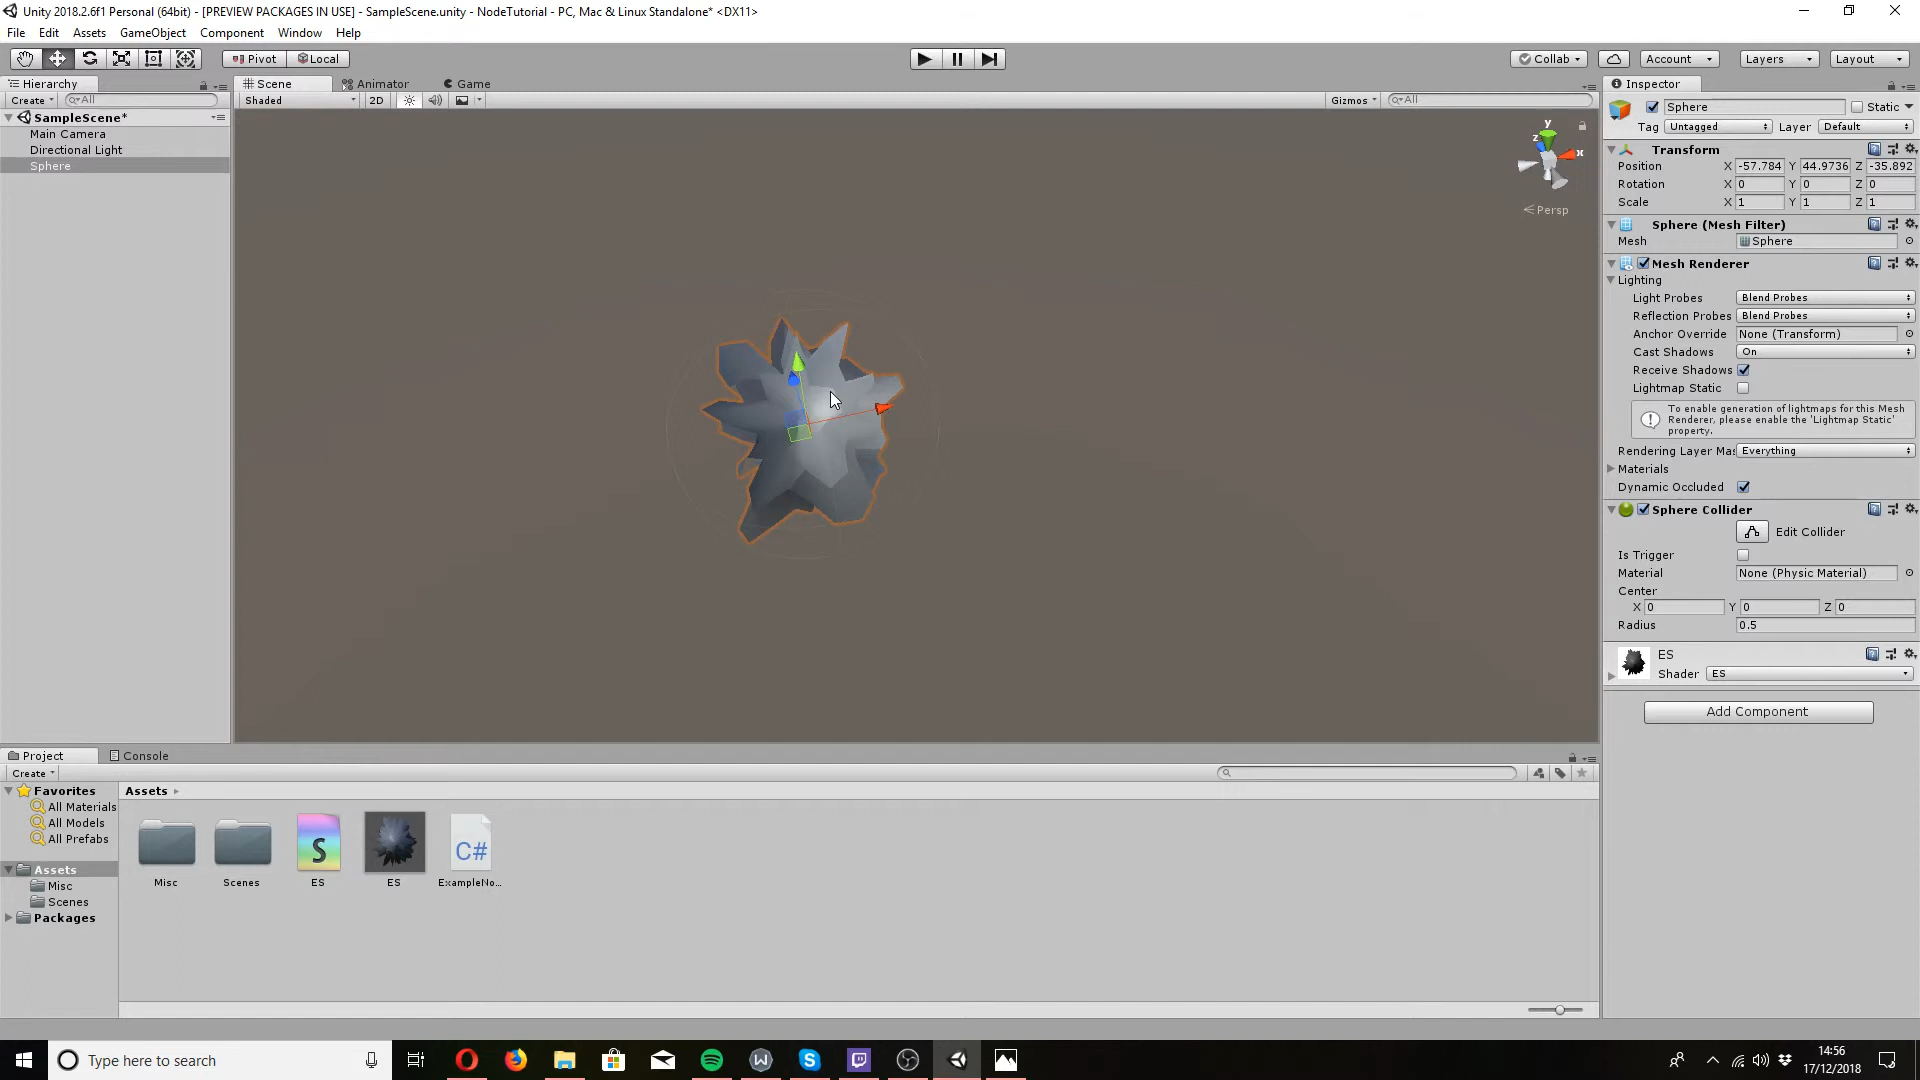 Unity 2018.2.6f1 Personal (64bit) - [PREVIEW PACKAGES IN USE] - SampleScene.unity - NodeTutorial - PC, Mac & Linux Standalone* <DX11>
File Edit Assets GameObject Component Window Help
Pivot Local Collab Account Layers Layout
Hierarchy Scene Animator Game Inspector
Create All Shaded 2D Gizmos All
SampleScene*
Main Camera
Directional Light
Sphere
y
z
x
Persp
Sphere Static
Tag Untagged Layer Default
Transform
Position X -57.784 Y 44.9736 Z -35.892
Rotation X 0 Y 0 Z 0
Scale X 1 Y 1 Z 1
Sphere (Mesh Filter)
Mesh Sphere
Mesh Renderer
Lighting
Light Probes Blend Probes
Reflection Probes Blend Probes
Anchor Override None (Transform)
Cast Shadows On
Receive Shadows
Lightmap Static
To enable generation of lightmaps for this Mesh
Renderer, please enable the 'Lightmap Static'
property.
Rendering Layer Mas Everything
Materials
Dynamic Occluded
Sphere Collider
Edit Collider
Is Trigger
Material None (Physic Material)
Center
X 0 Y 0 Z 0
Radius 0.5
ES
Shader ES
Add Component
Project Console
Create
Favorites
All Materials
All Models
All Prefabs
Assets
Misc
Scenes
Packages
Assets
S C#
Misc Scenes ES ES ExampleNo...
Type here to search
14:56
17/12/2018